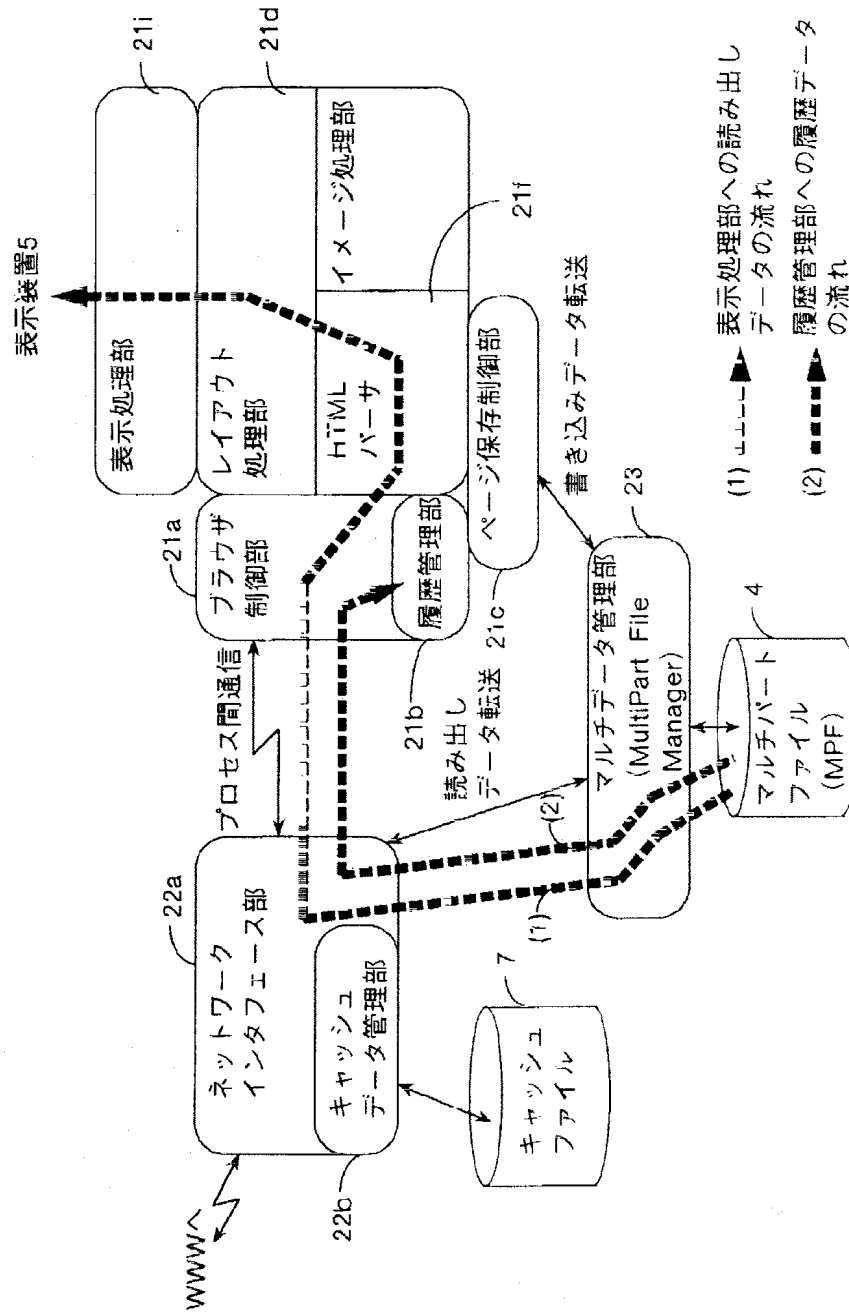 表示装置5
表示処理部
21i
レイアウト
処理部
21d
HTML
パーサ
イメージ処理部
21f
ブラウザ
制御部
21a
履歴管理部
21b
ページ保存制御部
21c
プロセス間通信
読み出し
データ転送
書き込みデータ転送
ネットワーク
インタフェース部
22a
キャッシュ
データ管理部
22b
WWWへ
キャッシュ
ファイル
7
マルチデータ管理部
(MultiPart File
Manager)
23
マルチパート
ファイル
(MPF)
4
(1)
(2)
(1) 表示処理部への読み出し
データの流れ
(2) 履歴管理部への履歴データ
の流れ